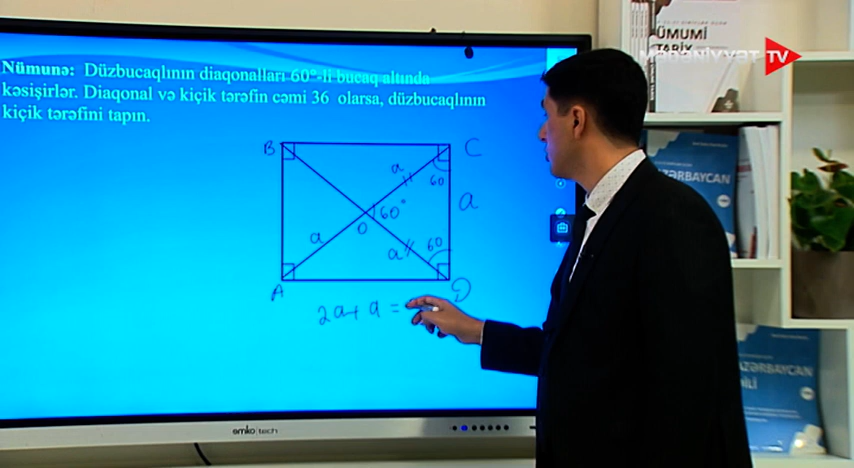 Nümunə: Düzbucaqlının diaqonalları 60°-li bucaq altında
kəsişirlər. Diaqonal və kiçik tərəfin cəmi 36 olarsa, düzbucaqlının
kiçik tərəfini tapın.
B
C
a
60
60°
a
O
a
a
60
A
D
2a+ a =
emko tech
ÜMUMİ
TARİX
MƏDƏNİYYƏT TV
AZƏRBAYCAN
AZƏRBAYCAN
DİLİ